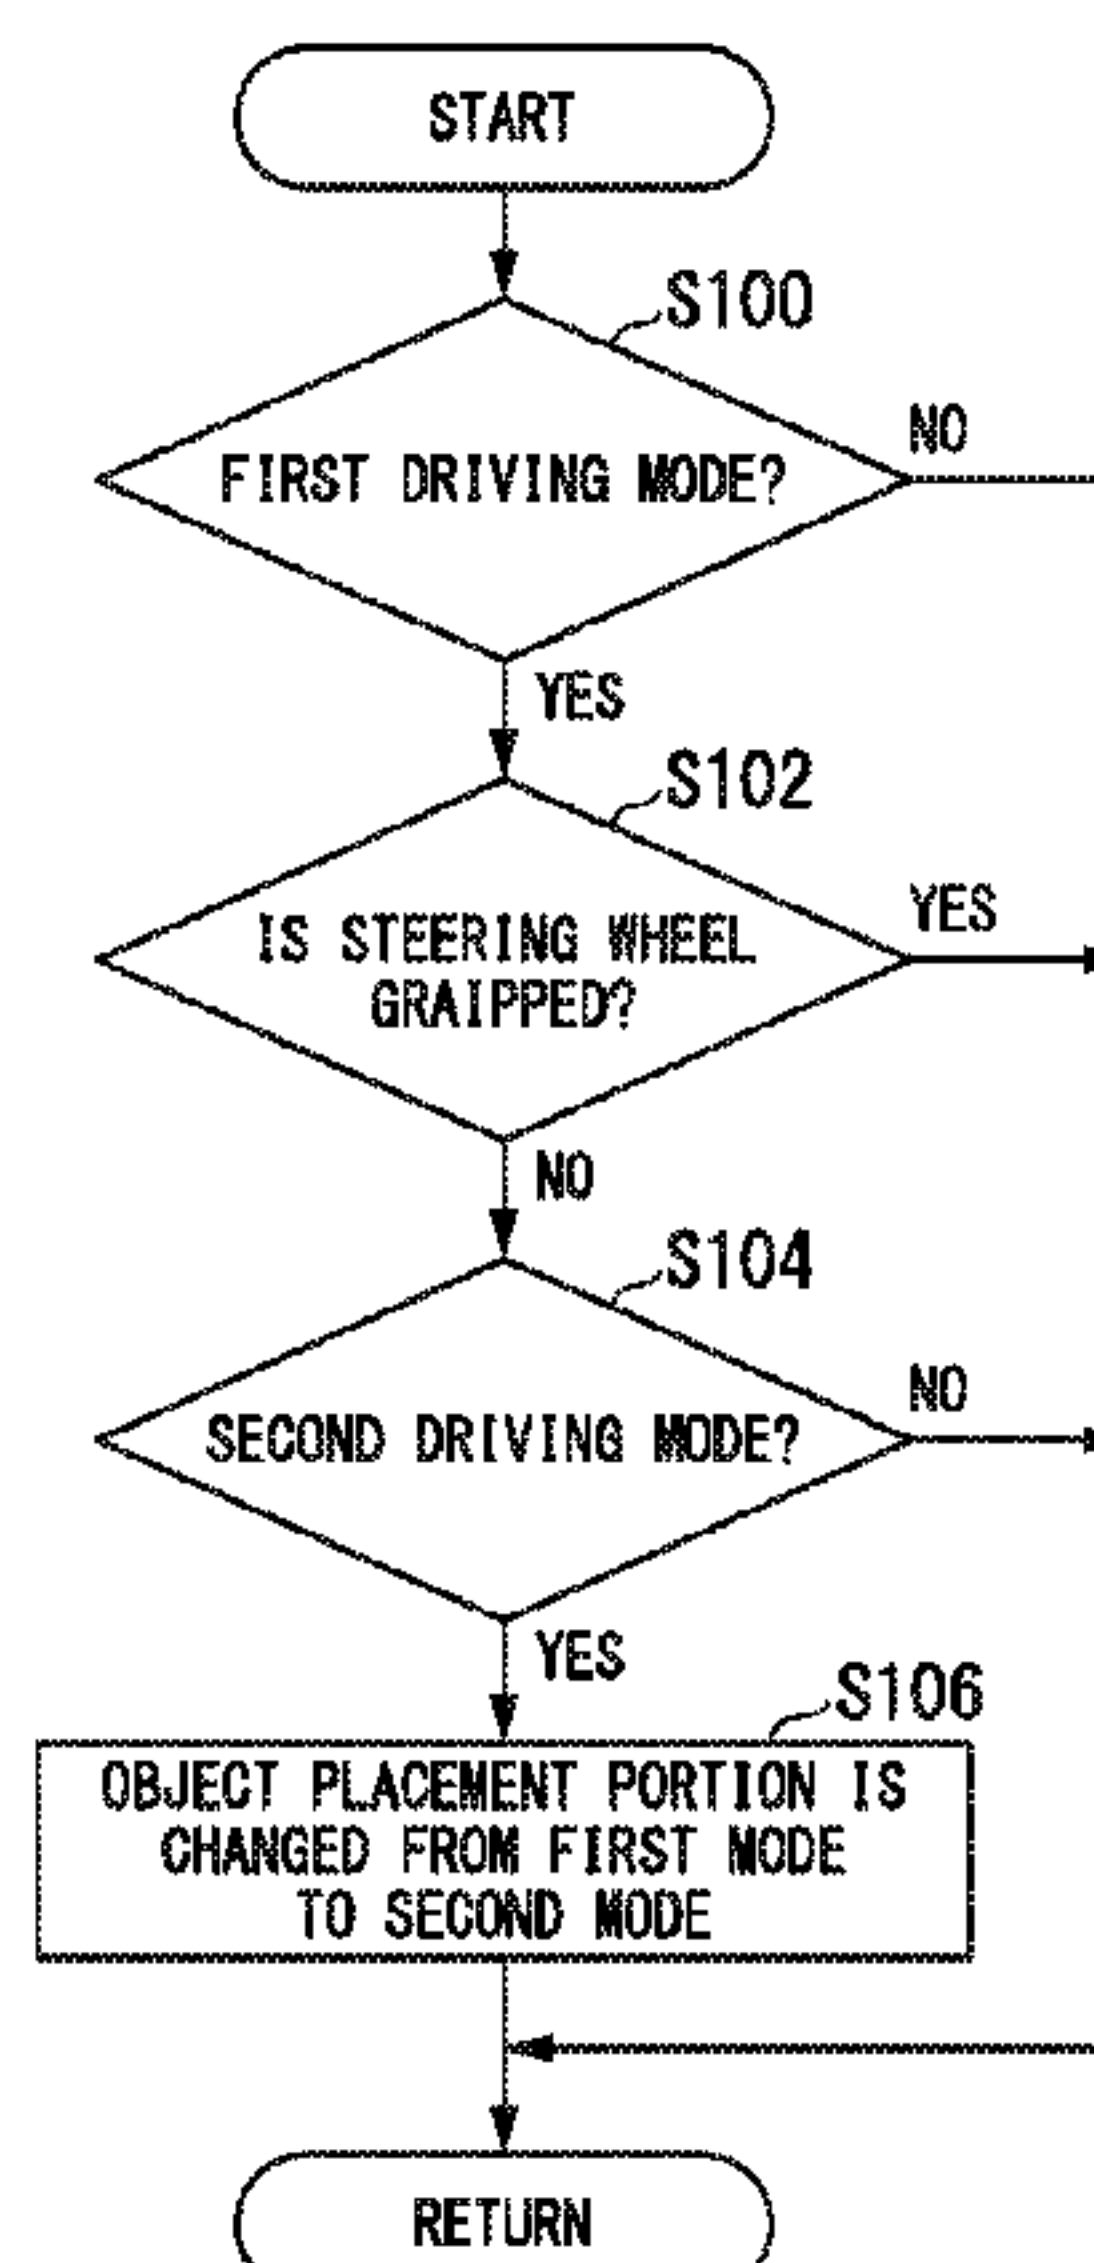 START
S100
FIRST DRIVING MODE?
NO
YES
S102
IS STEERING WHEEL
GRAIPPED?
YES
NO
S104
SECOND DRIVING MODE?
NO
YES
S106
OBJECT PLACEMENT PORTION IS
CHANGED FROM FIRST MODE
TO SECOND MODE
RETURN